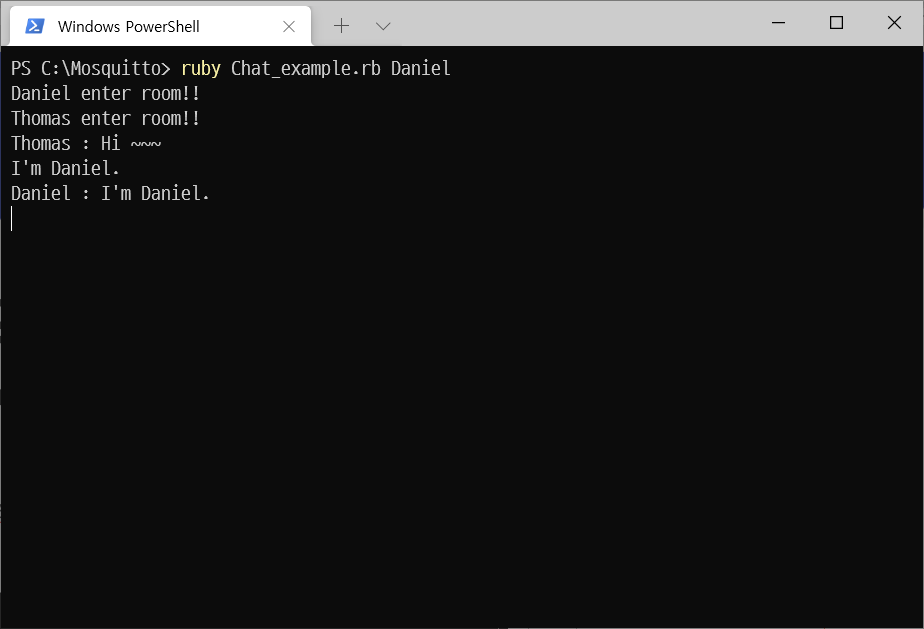 Windows PowerShell
PS C:\Mosquitto> ruby Chat_example.rb Daniel
Daniel enter room!!
Thomas enter room!!
Thomas : Hi ~~~
I'm Daniel.
Daniel : I'm Daniel.